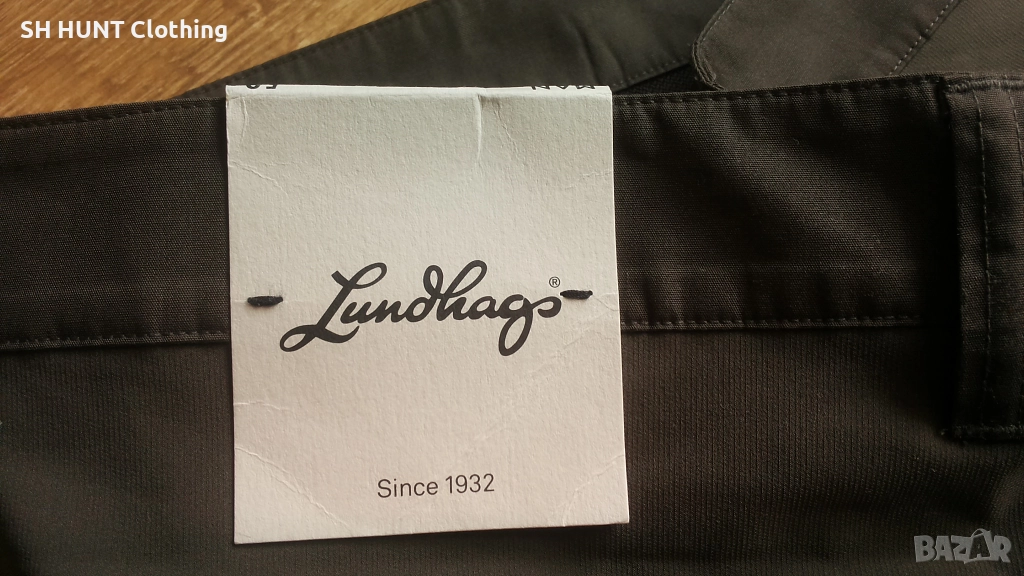 SH HUNT Clothing
Lundhags®
Since 1932
BAZAR